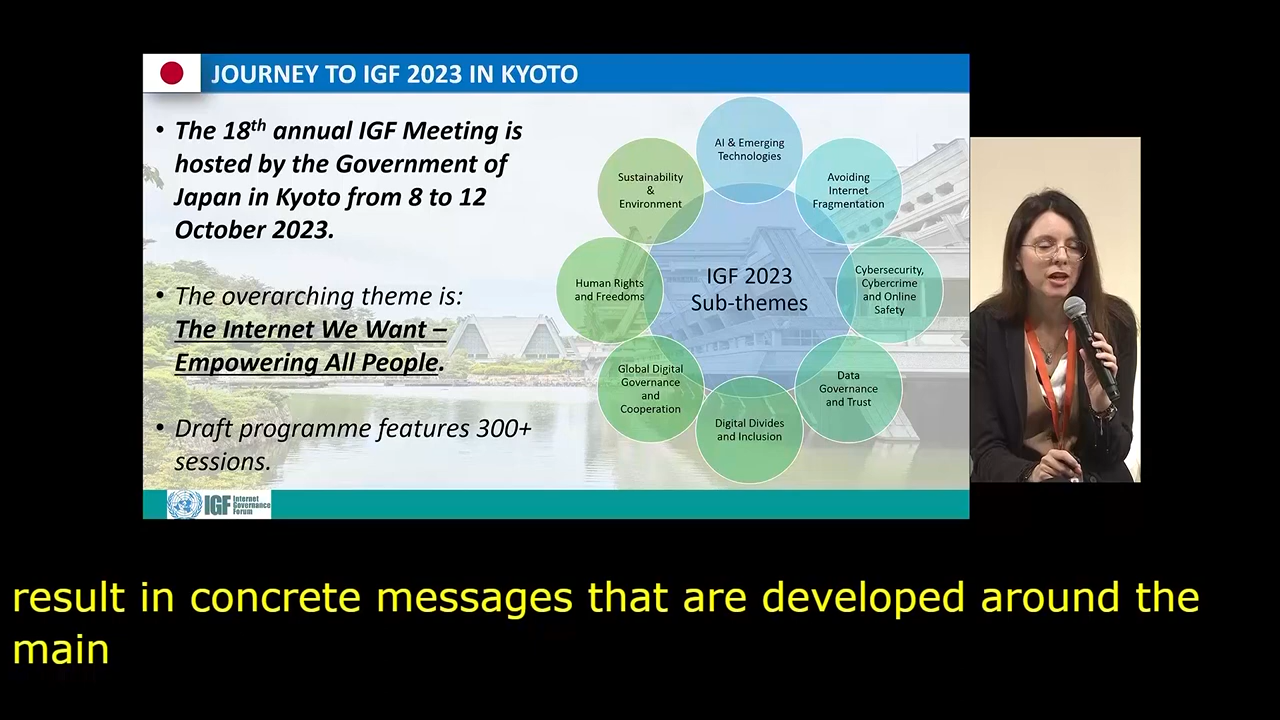 JOURNEY TO IGF 2023 IN KYOTO
• The 18th annual IGF Meeting is
hosted by the Government of
Japan in Kyoto from 8 to 12
October 2023.
• The overarching theme is:
The Internet We Want –
Empowering All People.
• Draft programme features 300+
sessions.
AI & Emerging
Technologies
Avoiding
Internet
Fragmentation
Cybersecurity,
Cybercrime
and Online
Safety
Data
Governance
and Trust
Digital Divides
and Inclusion
Global Digital
Governance
and
Cooperation
Human Rights
and Freedoms
Sustainability
&
Environment
IGF 2023
Sub-themes
IGF
Internet
Governance
Forum
result in concrete messages that are developed around the
main